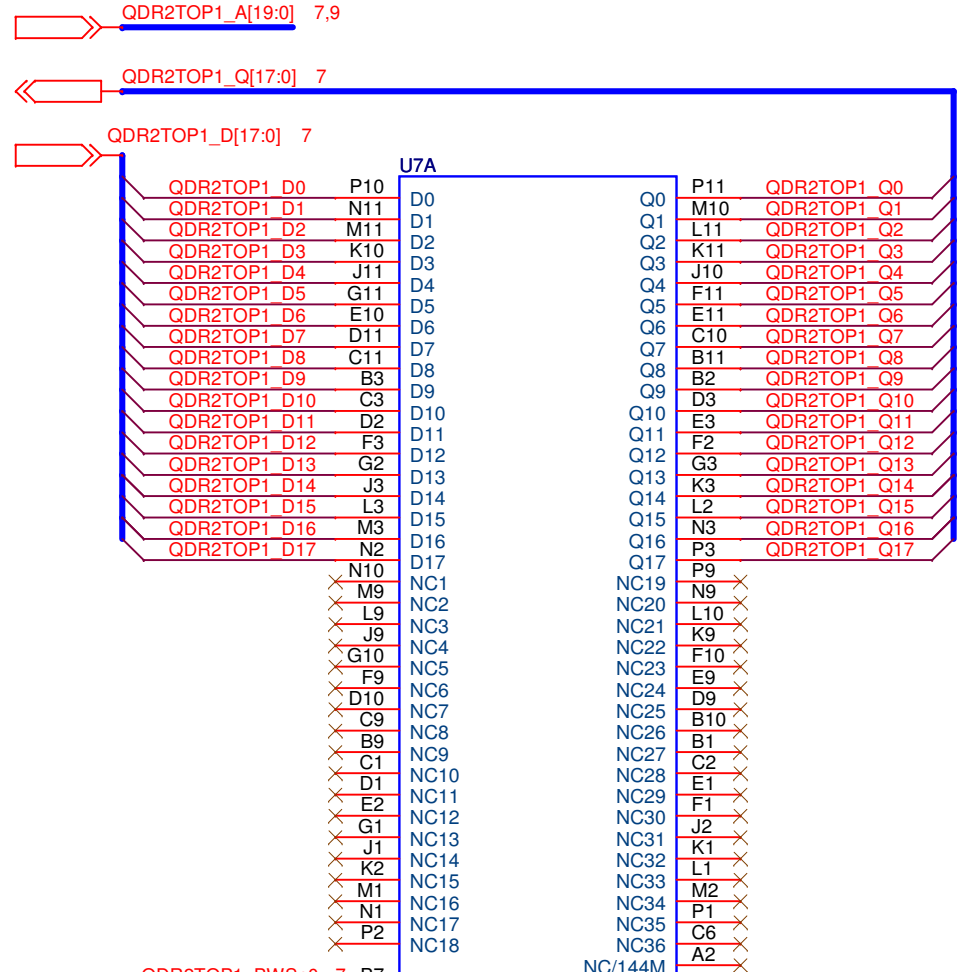 QDR2TOP1_A[19:0] 7,9
QDR2TOP1_Q[17:0] 7
QDR2TOP1_D[17:0] 7
U7A
QDR2TOP1_D0 P10 D0 Q0 P11 QDR2TOP1_Q0
QDR2TOP1_D1 N11 D1 Q1 M10 QDR2TOP1_Q1
QDR2TOP1_D2 M11 D2 Q2 L11 QDR2TOP1_Q2
QDR2TOP1_D3 K10 D3 Q3 K11 QDR2TOP1_Q3
QDR2TOP1_D4 J11 D4 Q4 J10 QDR2TOP1_Q4
QDR2TOP1_D5 G11 D5 Q5 F11 QDR2TOP1_Q5
QDR2TOP1_D6 E10 D6 Q6 E11 QDR2TOP1_Q6
QDR2TOP1_D7 D11 D7 Q7 C10 QDR2TOP1_Q7
QDR2TOP1_D8 C11 D8 Q8 B11 QDR2TOP1_Q8
QDR2TOP1_D9 B3 D9 Q9 B2 QDR2TOP1_Q9
QDR2TOP1_D10 C3 D10 Q10 D3 QDR2TOP1_Q10
QDR2TOP1_D11 D2 D11 Q11 E3 QDR2TOP1_Q11
QDR2TOP1_D12 F3 D12 Q12 F2 QDR2TOP1_Q12
QDR2TOP1_D13 G2 D13 Q13 G3 QDR2TOP1_Q13
QDR2TOP1_D14 J3 D14 Q14 K3 QDR2TOP1_Q14
QDR2TOP1_D15 L3 D15 Q15 L2 QDR2TOP1_Q15
QDR2TOP1_D16 M3 D16 Q16 N3 QDR2TOP1_Q16
QDR2TOP1_D17 N2 D17 Q17 P3 QDR2TOP1_Q17
N10 NC1 NC19 P9
M9 NC2 NC20 N9
L9 NC3 NC21 L10
J9 NC4 NC22 K9
G10 NC5 NC23 F10
F9 NC6 NC24 E9
D10 NC7 NC25 D9
C9 NC8 NC26 B10
B9 NC9 NC27 B1
C1 NC10 NC28 C2
D1 NC11 NC29 E1
E2 NC12 NC30 F1
G1 NC13 NC31 J2
J1 NC14 NC32 K1
K2 NC15 NC33 L1
M1 NC16 NC34 M2
N1 NC17 NC35 P1
P2 NC18 NC36 C6
NC/144M A2